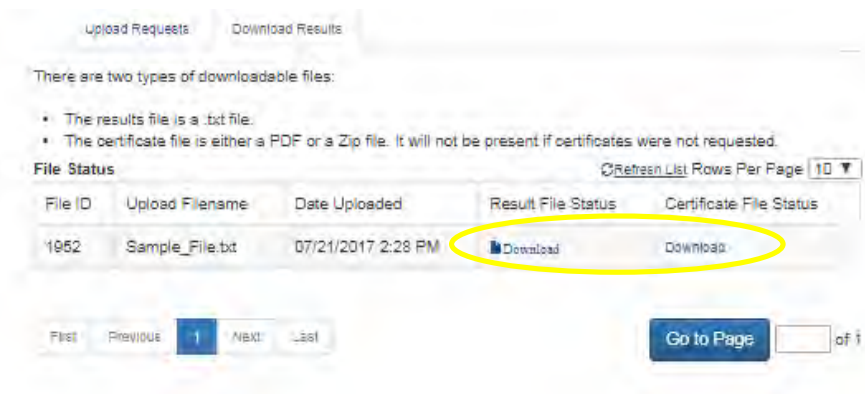 Upload Requests Download Results
There are two types of downloadable files:
• The results file is a .txt file.
• The certificate file is either a PDF or a Zip file. It will not be present if certificates were not requested.
File Status Refresh List Rows Per Page 10
File ID Upload Filename Date Uploaded Result File Status Certificate File Status
1952 Sample_File.txt 07/21/2017 2:28 PM Download Download
First Previous 1 Next Last Go to Page of 1